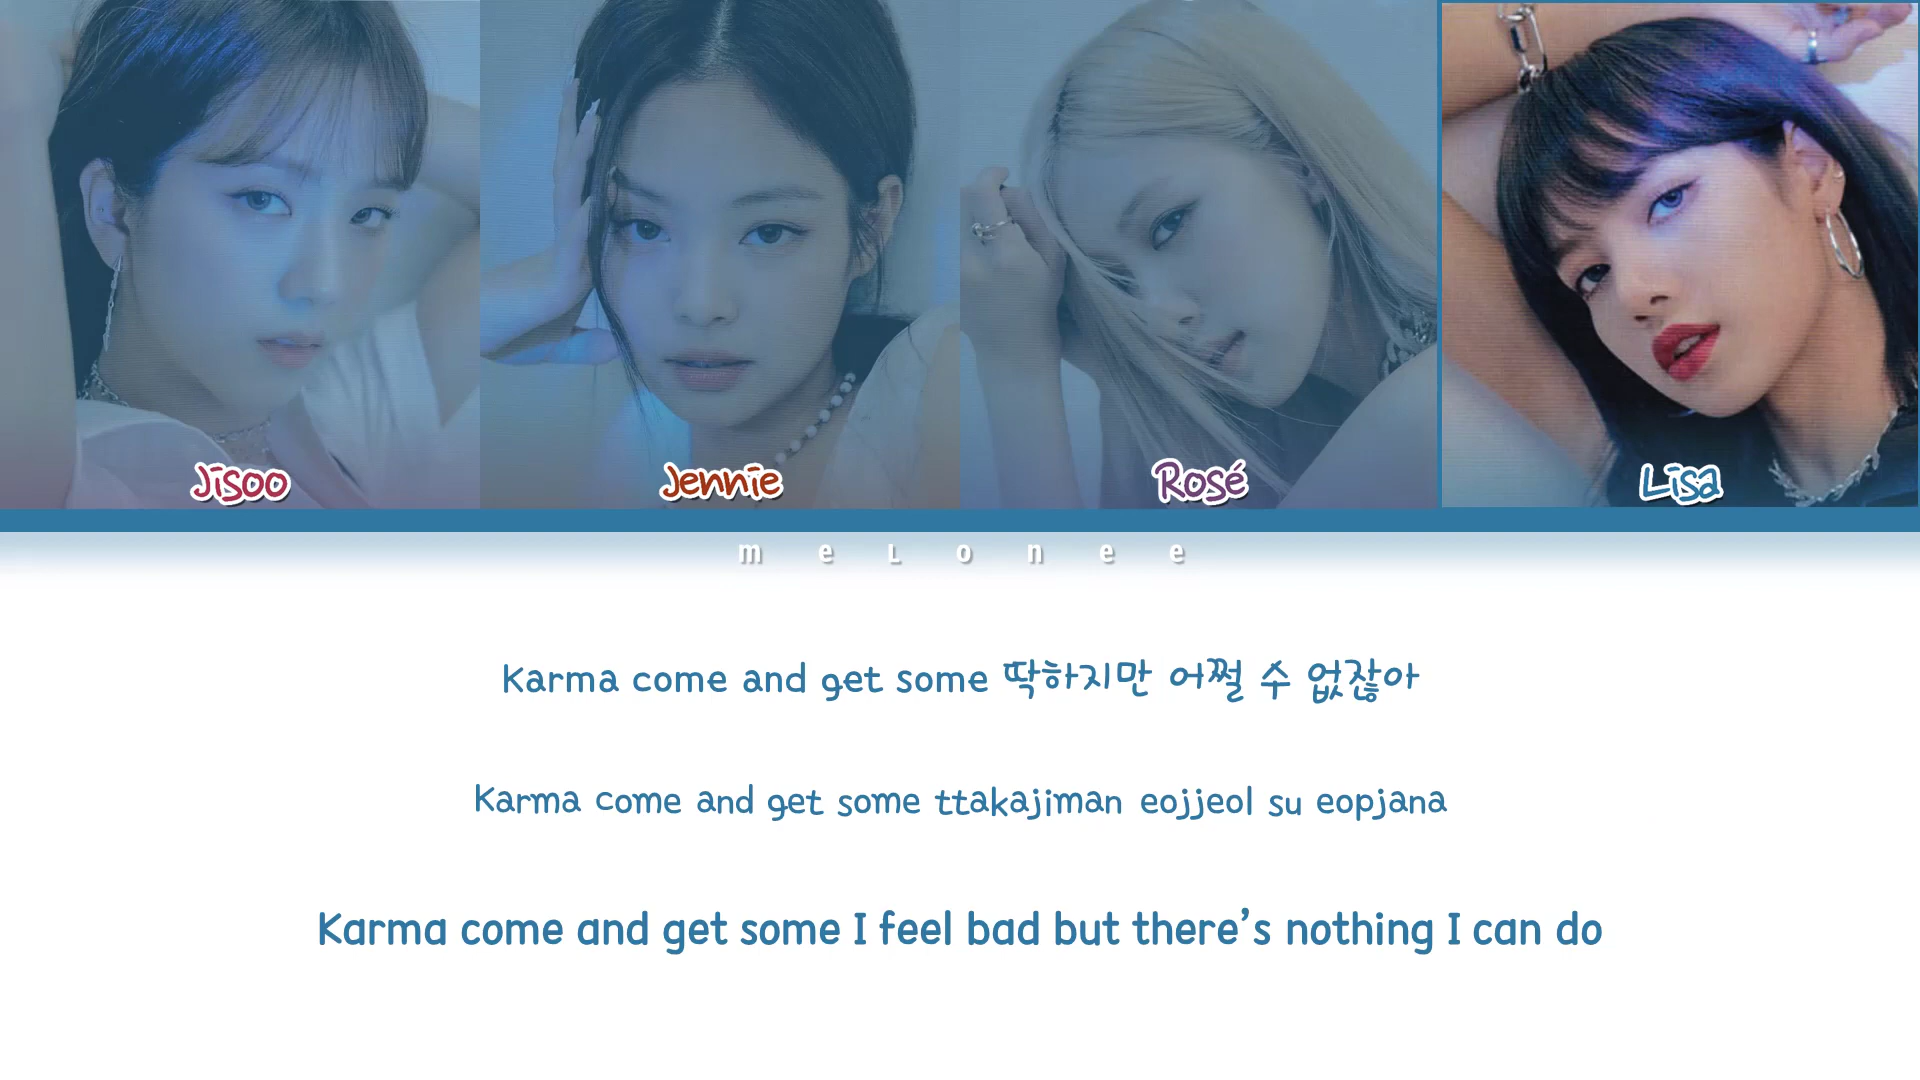 Jisoo
Jennie
Rosé
Lisa
meLonee
Karma come and get some 딱하지만 어쩔 수 없잖아
Karma come and get some ttakajiman eojjeol su eopjana
Karma come and get some I feel bad but there's nothing I can do